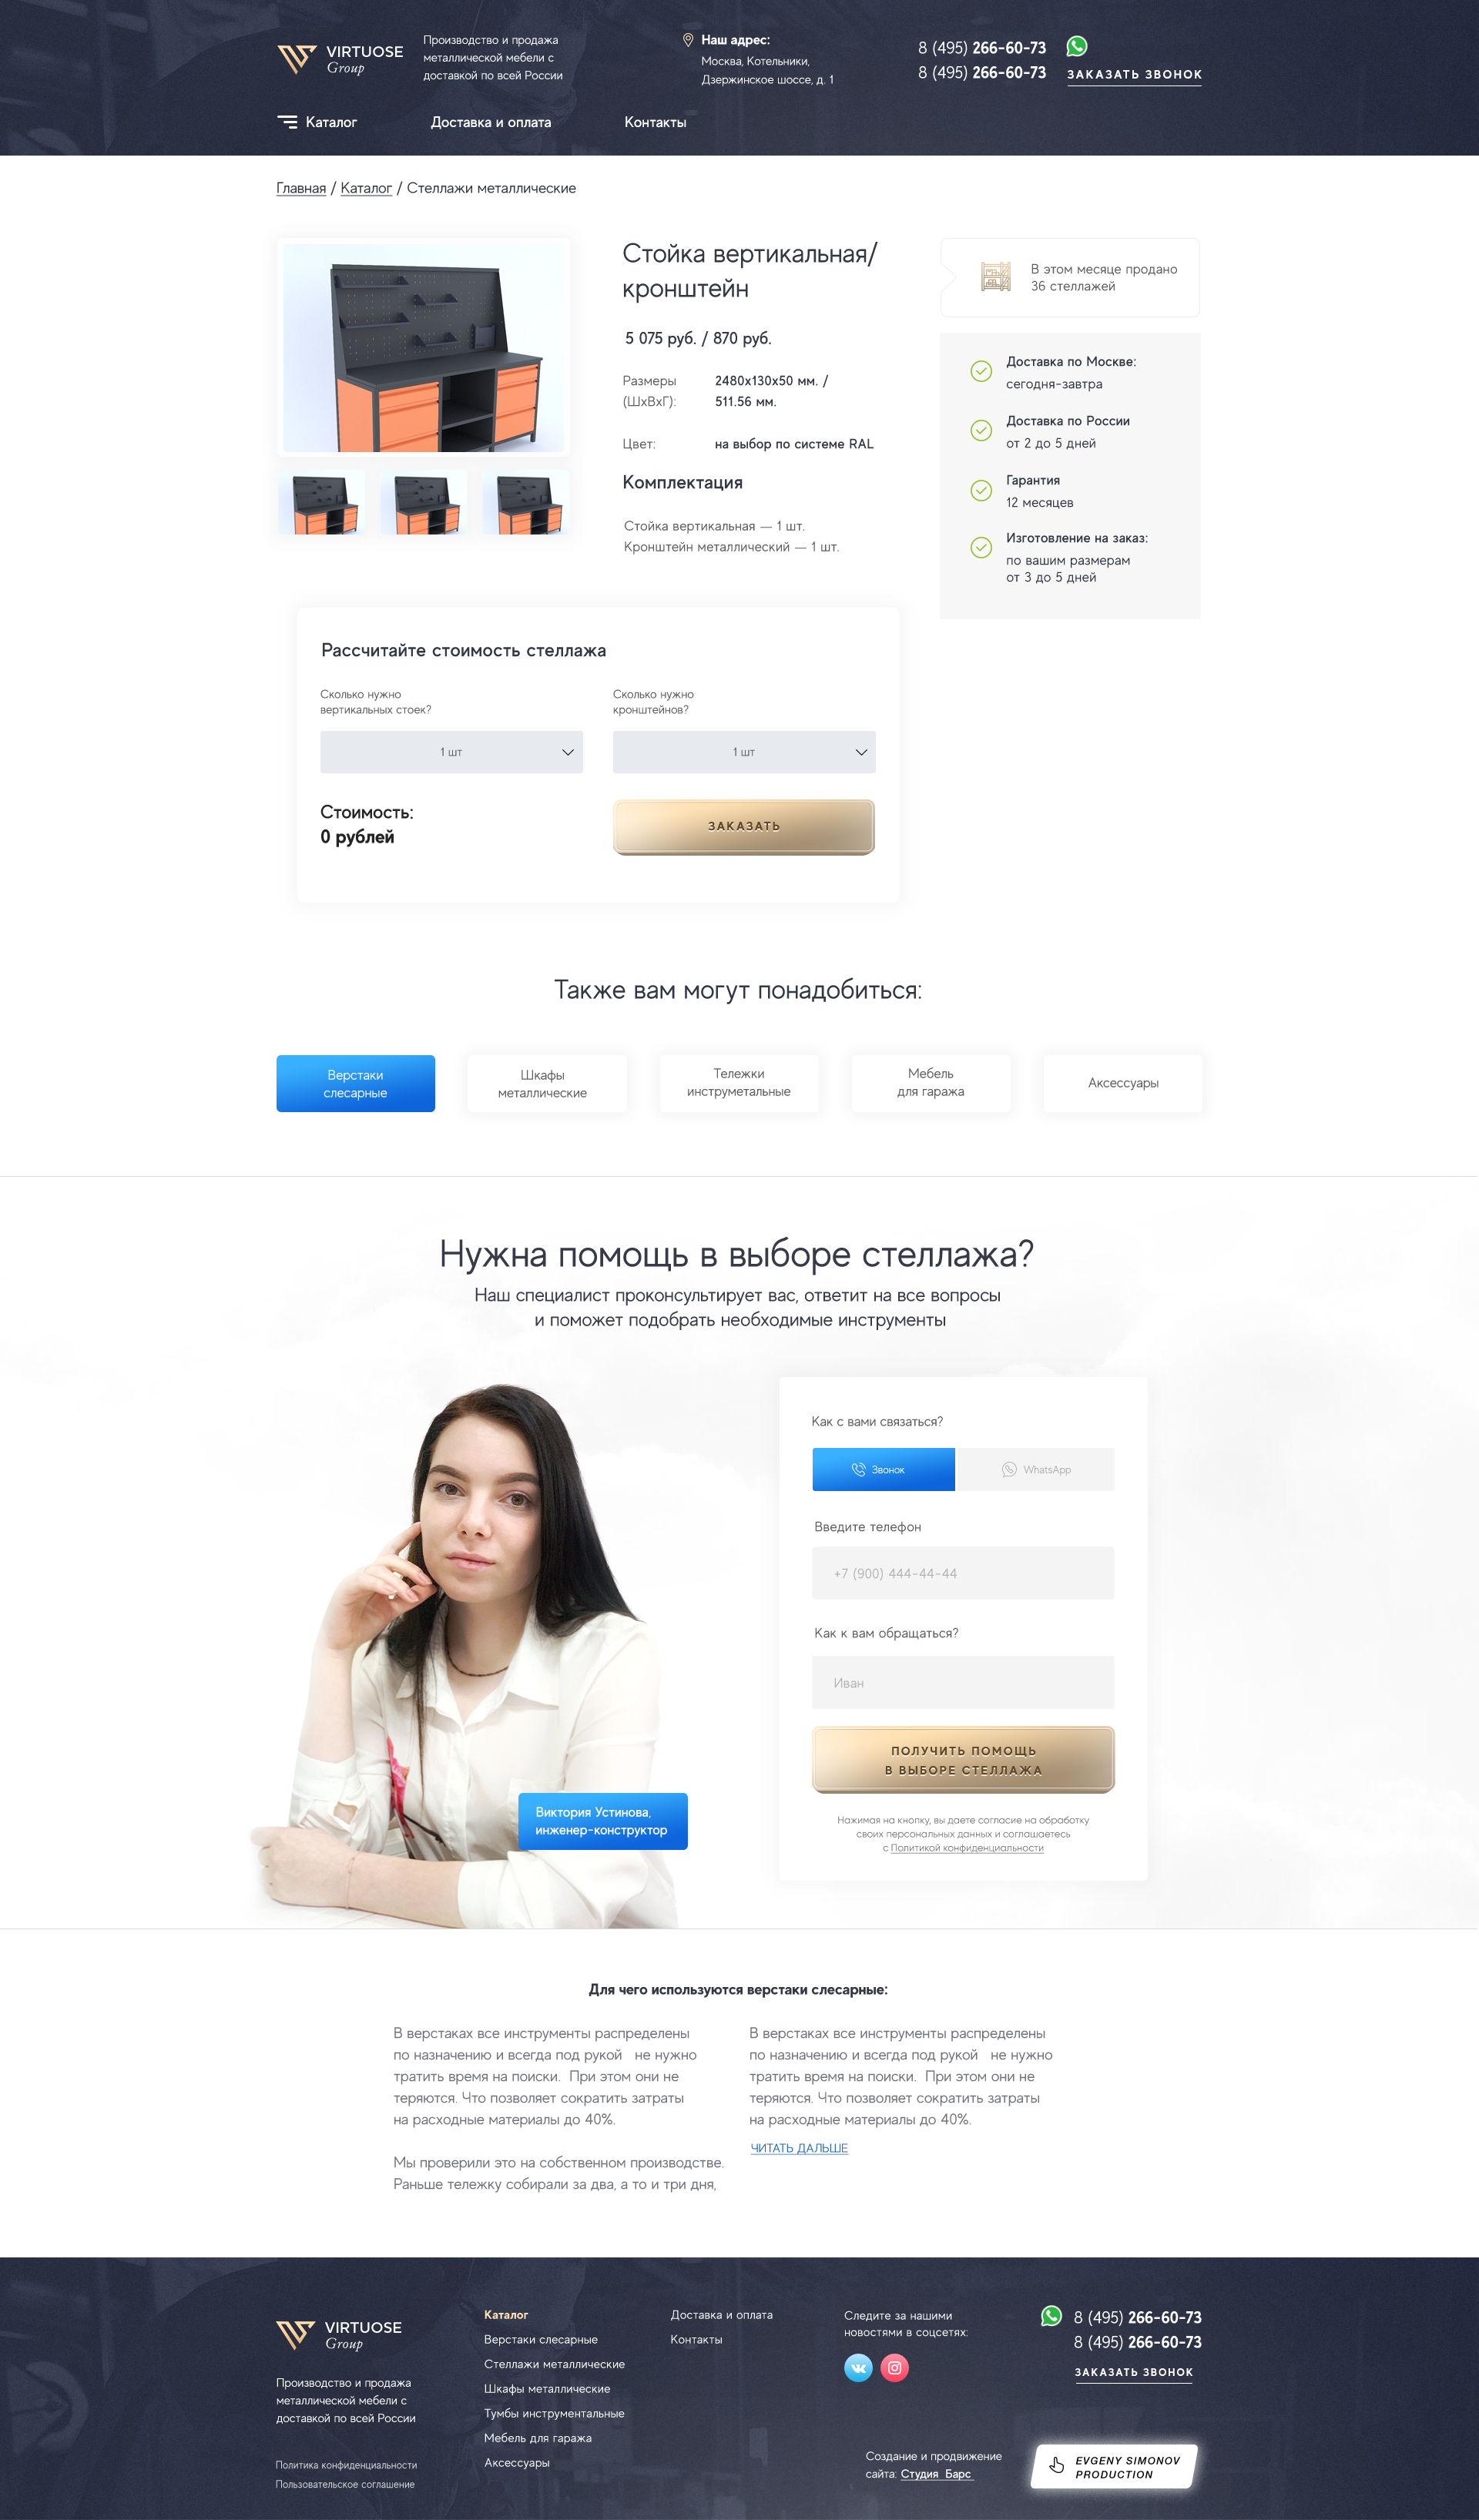 VIRTUOSE
Group
Производство и продажа
металлической мебели с
доставкой по всей России
Наш адрес:
Москва, Котельники,
Дзержинское шоссе, д. 1
8 (495) 266-60-73
8 (495) 266-60-73
ЗАКАЗАТЬ ЗВОНОК
Каталог
Доставка и оплата
Контакты
Главная / Каталог / Стеллажи металлические
Стойка вертикальная/
кронштейн
5 075 руб. / 870 руб.
Размеры
(ШхВхГ):
2480х130х50 мм. /
511.56 мм.
Цвет:
на выбор по системе RAL
Комплектация
Стойка вертикальная — 1 шт.
Кронштейн металлический — 1 шт.
В этом месяце продано
36 стеллажей
Доставка по Москве:
сегодня-завтра
Доставка по России
от 2 до 5 дней
Гарантия
12 месяцев
Изготовление на заказ:
по вашим размерам
от 3 до 5 дней
Рассчитайте стоимость стеллажа
Сколько нужно
вертикальных стоек?
1 шт
Сколько нужно
кронштейнов?
1 шт
Стоимость:
0 рублей
ЗАКАЗАТЬ
Также вам могут понадобиться:
Верстаки
слесарные
Шкафы
металлические
Тележки
инструметальные
Мебель
для гаража
Аксессуары
Нужна помощь в выборе стеллажа?
Наш специалист проконсультирует вас, ответит на все вопросы
и поможет подобрать необходимые инструменты
Виктория Устинова,
инженер-конструктор
Как с вами связаться?
Звонок
WhatsApp
Введите телефон
+7 (900) 444-44-44
Как к вам обращаться?
Иван
ПОЛУЧИТЬ ПОМОЩЬ
В ВЫБОРЕ СТЕЛЛАЖА
Нажимая на кнопку, вы даете согласие на обработку
своих персональных данных и соглашаетесь
с Политикой конфиденциальности
Для чего используются верстаки слесарные:
В верстаках все инструменты распределены
по назначению и всегда под рукой   не нужно
тратить время на поиски.  При этом они не
теряются. Что позволяет сократить затраты
на расходные материалы до 40%.
Мы проверили это на собственном производстве.
Раньше тележку собирали за два, а то и три дня,
В верстаках все инструменты распределены
по назначению и всегда под рукой   не нужно
тратить время на поиски.  При этом они не
теряются. Что позволяет сократить затраты
на расходные материалы до 40%.
ЧИТАТЬ ДАЛЬШЕ
VIRTUOSE
Group
Производство и продажа
металлической мебели с
доставкой по всей России
Политика конфиденциальности
Пользовательское соглашение
Каталог
Верстаки слесарные
Стеллажи металлические
Шкафы металлические
Тумбы инструментальные
Мебель для гаража
Аксессуары
Доставка и оплата
Контакты
Следите за нашими
новостями в соцсетях:
8 (495) 266-60-73
8 (495) 266-60-73
ЗАКАЗАТЬ ЗВОНОК
Создание и продвижение
сайта: Студия  Барс
EVGENY SIMONOV
PRODUCTION